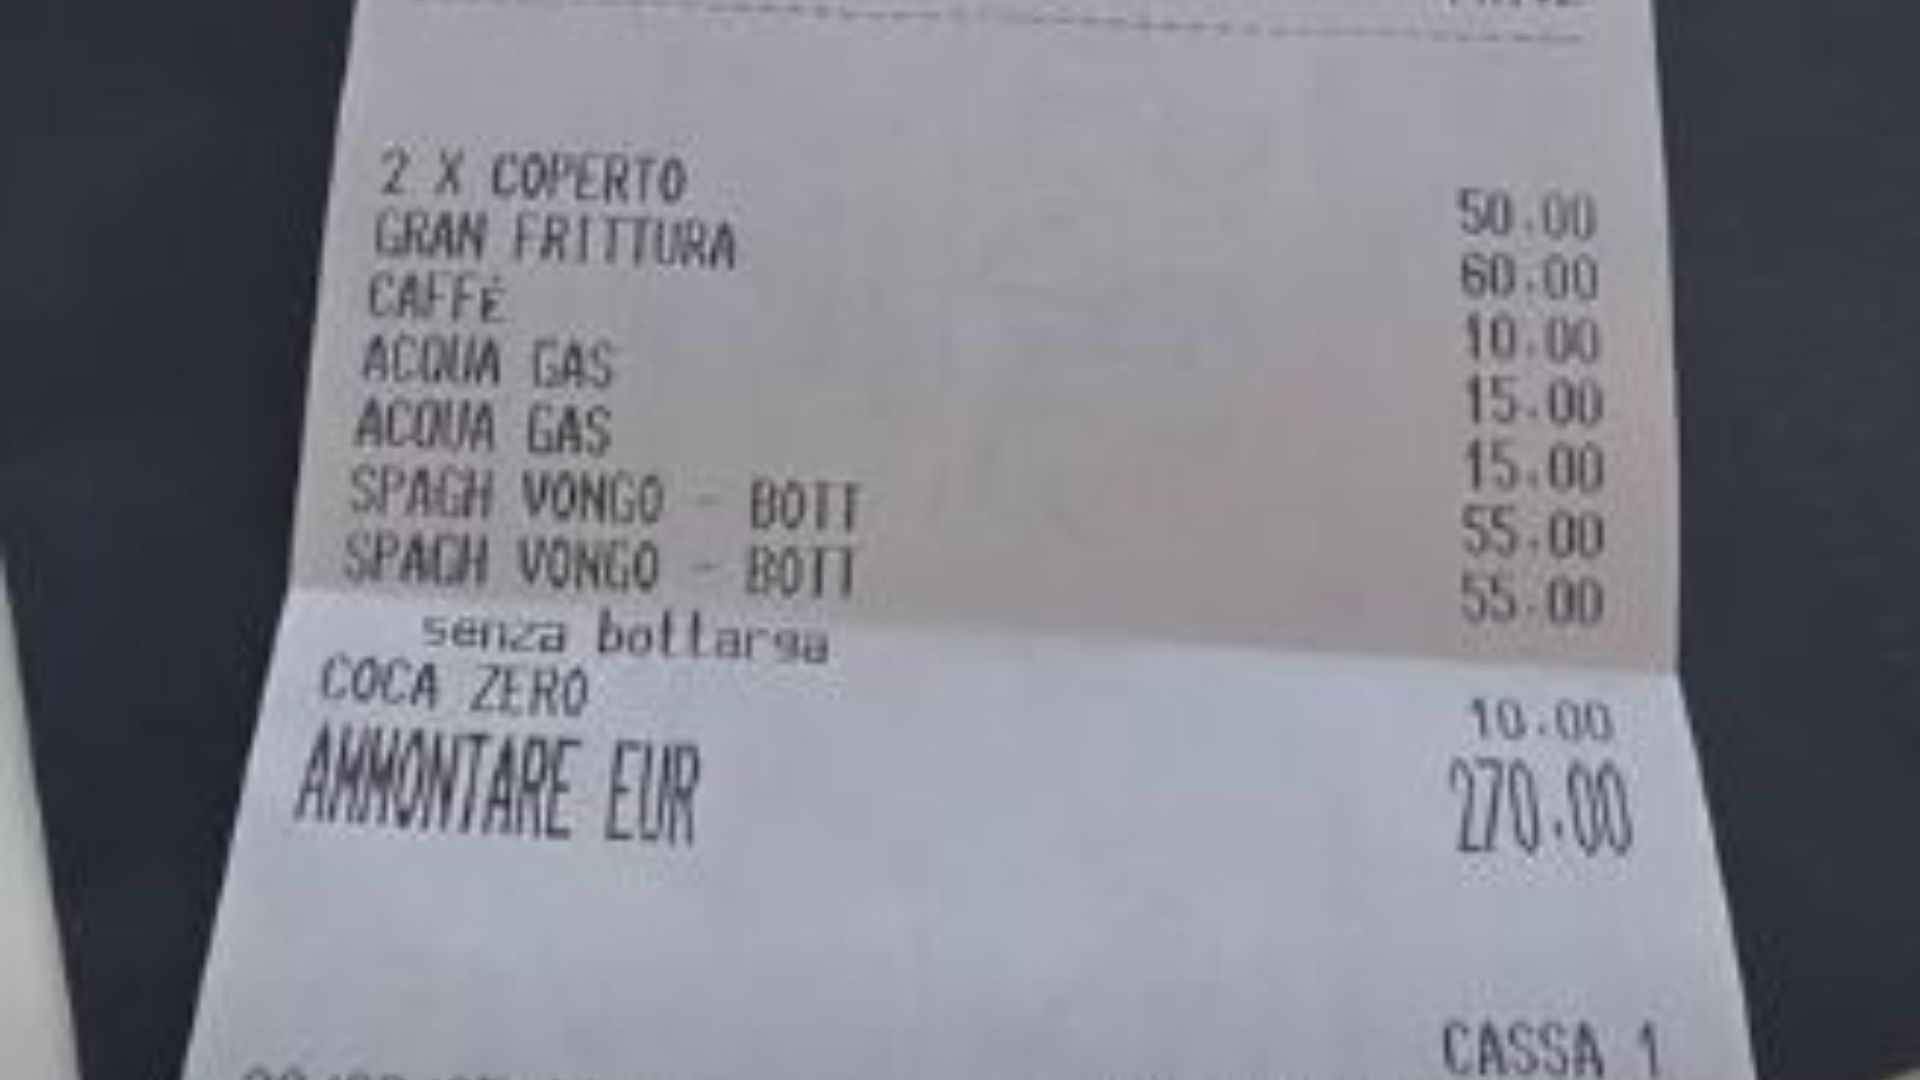 2 X COPERTO 50.00
GRAN FRITTURA 60.00
CAFFÈ 10.00
ACQUA GAS 15.00
ACQUA GAS 15.00
SPAGH VONGO - BOTT 55.00
SPAGH VONGO - BOTT 55.00
senza bottarga
COCA ZERO 10.00
AMMONTARE EUR 270.00
CASSA 1